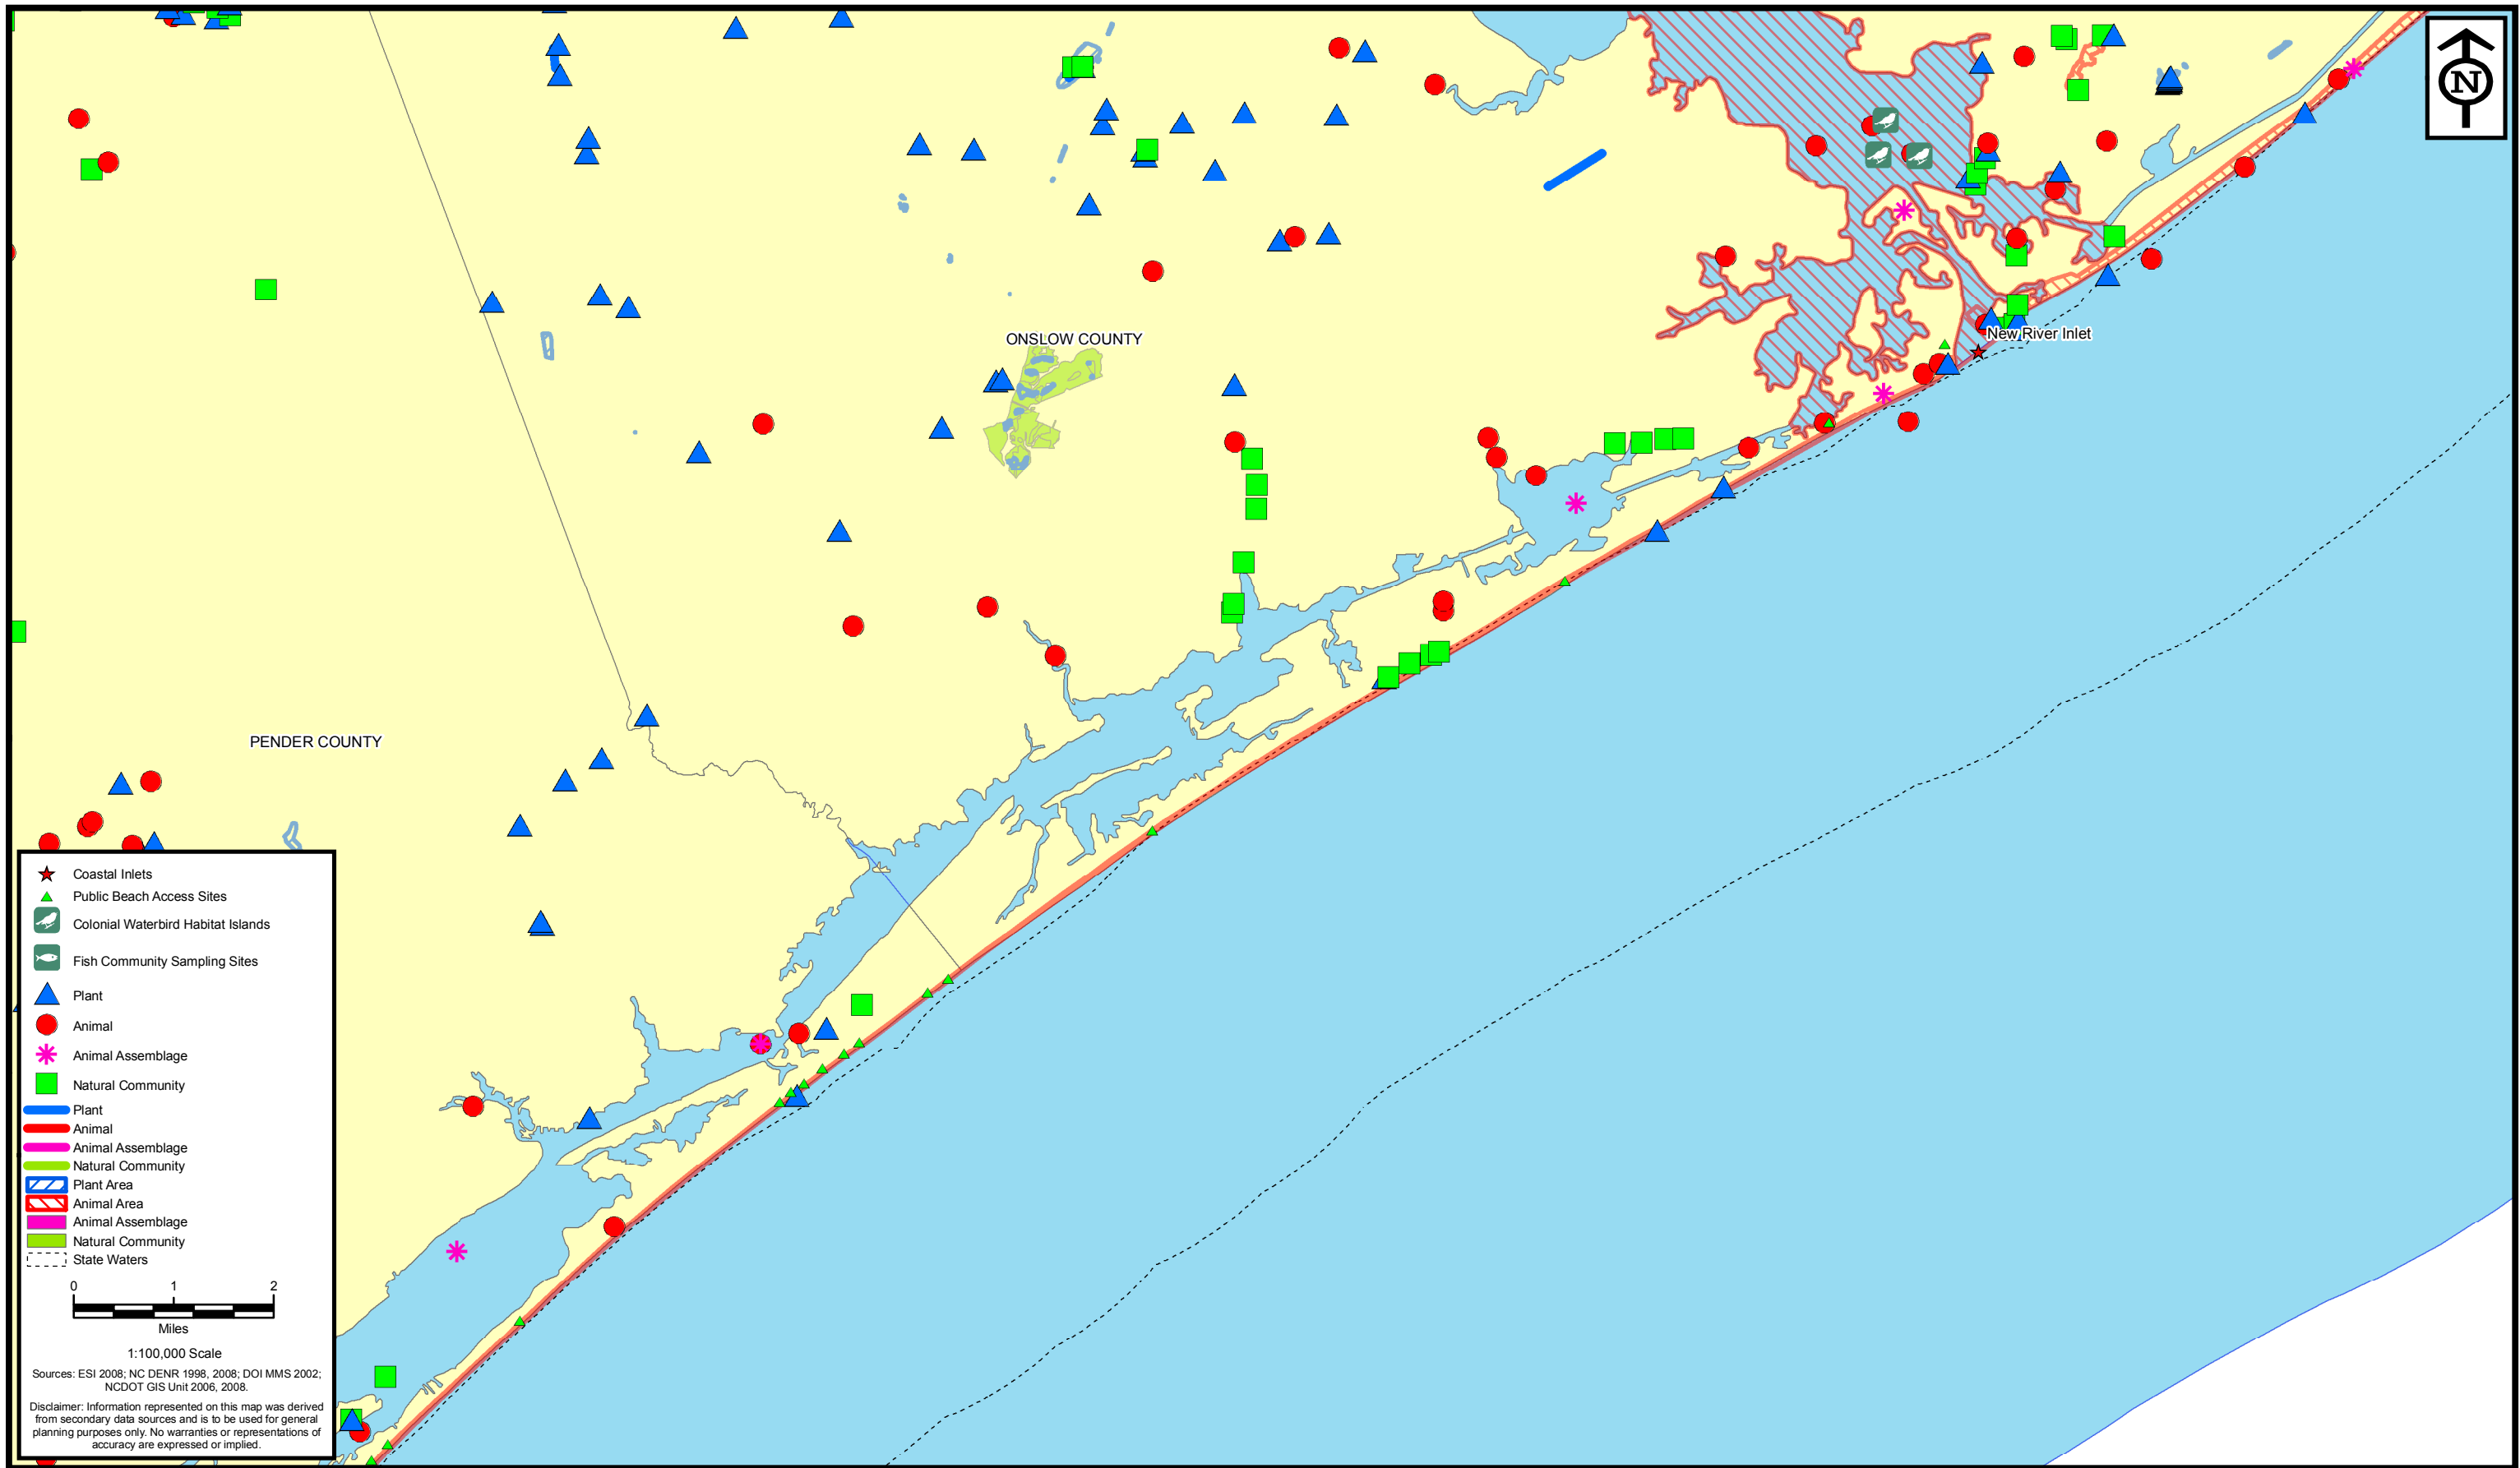 N
ONSLOW COUNTY
New River Inlet
PENDER COUNTY
Coastal Inlets
Public Beach Access Sites
Colonial Waterbird Habitat Islands
Fish Community Sampling Sites
Plant
Animal
Animal Assemblage
Natural Community
Plant
Animal
Animal Assemblage
Natural Community
Plant Area
Animal Area
Animal Assemblage
Natural Community
State Waters
0 1 2
Miles
1:100,000 Scale
Sources: ESI 2008; NC DENR 1998, 2008; DOI MMS 2002;
NCDOT GIS Unit 2006, 2008.
Disclaimer: Information represented on this map was derived
from secondary data sources and is to be used for general
planning purposes only. No warranties or representations of
accuracy are expressed or implied.